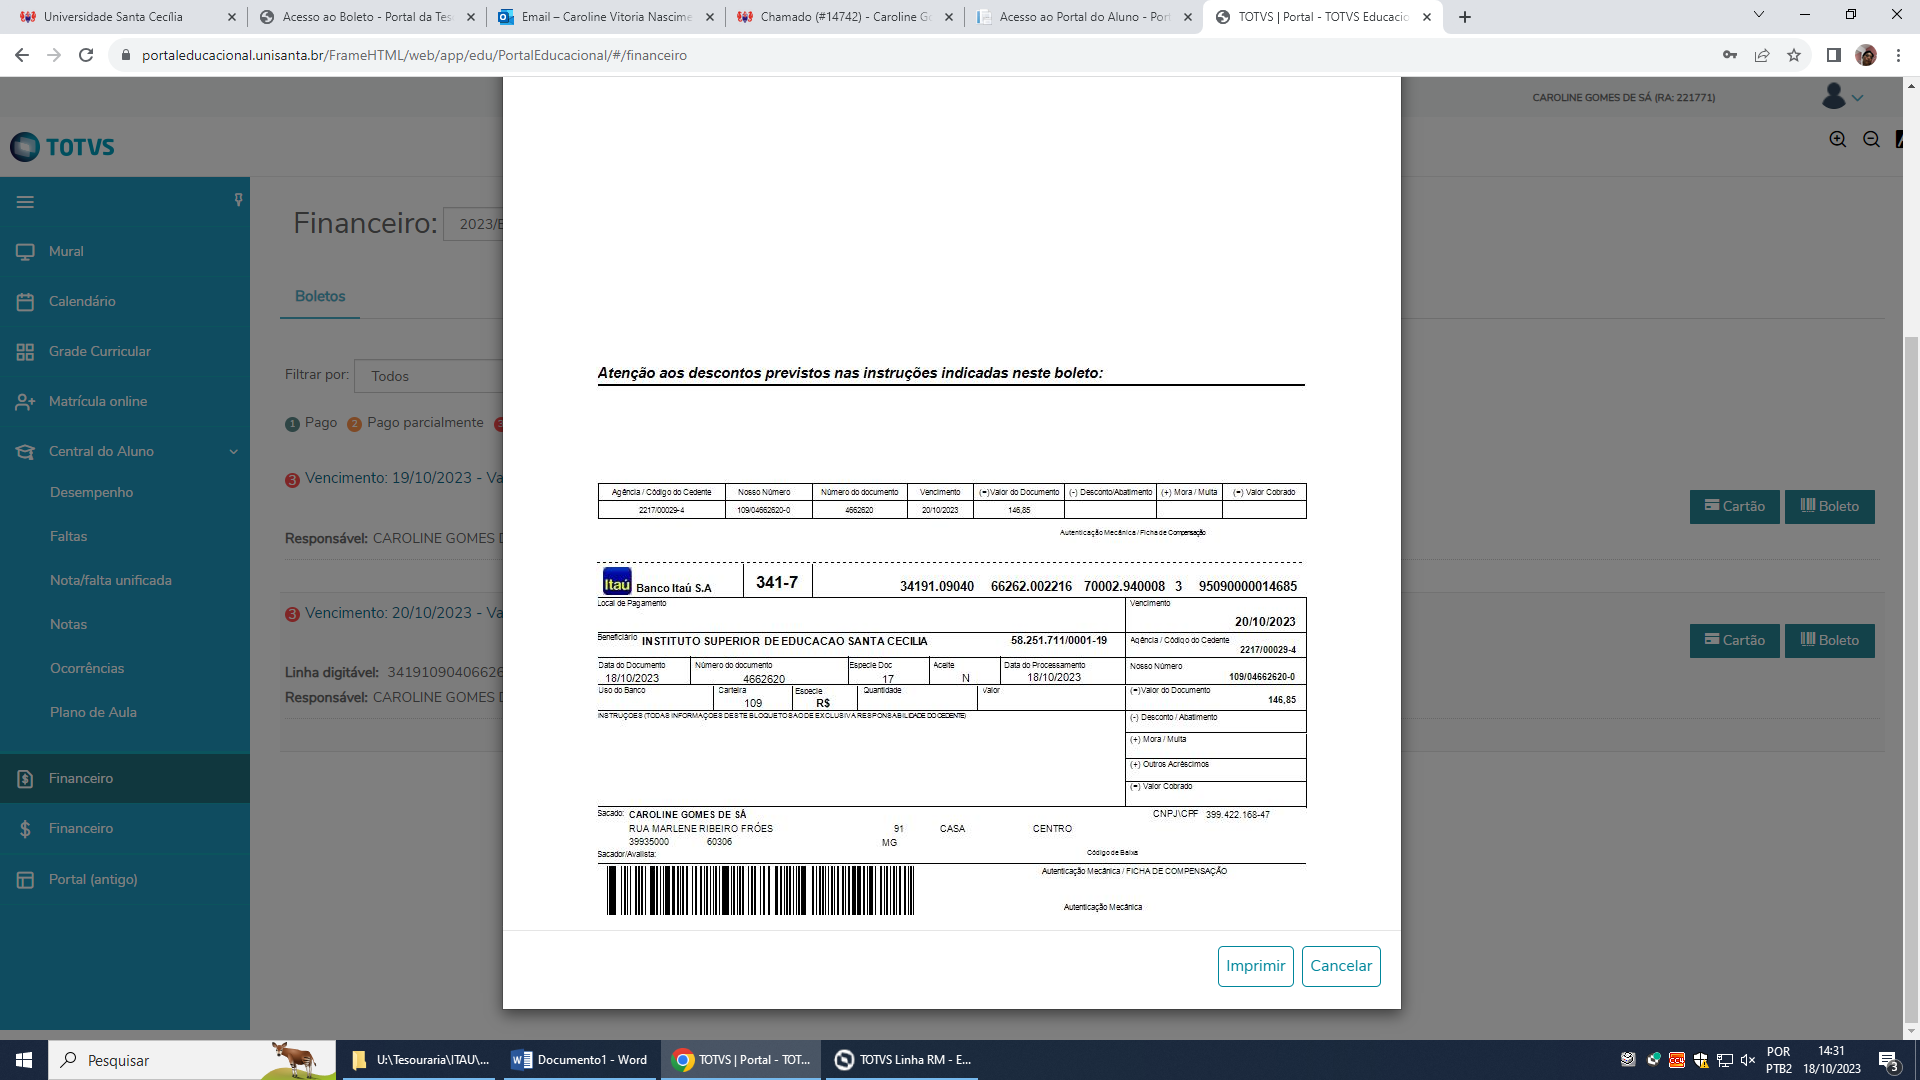 Universidade Santa Cecília
Acesso ao Boleto - Portal da Tes
Email – Caroline Vitoria Nascime
Chamado (#14742) - Caroline G
Acesso ao Portal do Aluno - Port
TOTVS | Portal - TOTVS Educacio
portaleducacional.unisanta.br/FrameHTML/web/app/edu/PortalEducacional/#/financeiro
CAROLINE GOMES DE SÁ (RA: 221771)
TOTVS
Financeiro: 2023/
Mural
Calendário
Boletos
Grade Curricular
Filtrar por: Todos
Matrícula online
1 Pago 2 Pago parcialmente 3
Central do Aluno
3 Vencimento: 19/10/2023 - Va
Desempenho
Cartão Boleto
Faltas
Responsável: CAROLINE GOMES D
Nota/falta unificada
3 Vencimento: 20/10/2023 - Va
Notas
Cartão Boleto
Ocorrências
Linha digitável: 3419109040662
Responsável: CAROLINE GOMES D
Plano de Aula
Financeiro
Financeiro
Portal (antigo)
Atenção aos descontos previstos nas instruções indicadas neste boleto:
Agência / Código do Cedente Nosso Número Número do documento Vencimento (=)Valor do Documento (-) Desconto/Abatimento (+) Mora / Multa (=) Valor Cobrado
2217/00029-4 109/04662620-0 4662620 20/10/2023 146,85
Autenticação Mecânica / Ficha de Compensação
Itaú Banco Itaú S.A 341-7 34191.09040 66262.002216 70002.940008 3 95090000014685
Local de Pagamento Vencimento
20/10/2023
Beneficiário INSTITUTO SUPERIOR DE EDUCACAO SANTA CECILIA 58.251.711/0001-19 Agência / Código do Cedente
2217/00029-4
Data do Documento Número do documento Especie Doc Aceite Data do Processamento Nosso Número
18/10/2023 4662620 17 N 18/10/2023 109/04662620-0
Uso do Banco Carteira Especie Quantidade Valor (=)Valor do Documento
109 R$ 146,85
INSTRUÇÕES (TODAS INFORMAÇOES DESTE BLOQUETO SAO DE EXCLUSIVA RESPONSABILIDADE DO CEDENTE) (-) Desconto / Abatimento
(+) Mora / Multa
(+) Outros Acréscimos
(=) Valor Cobrado
Sacado: CAROLINE GOMES DE SÁ CNPJ\CPF 399.422.168-47
RUA MARLENE RIBEIRO FRÓES 91 CASA CENTRO
39935000 60306 MG
Sacador/Avalista: Código de Baixa
Autenticação Mecânica / FICHA DE COMPENSAÇÃO
Autenticação Mecânica
Imprimir Cancelar
Pesquisar
U:\Tesouraria\ITAU\...
Documento1 - Word
TOTVS | Portal - TOT...
TOTVS Linha RM - E...
POR
PTB2
14:31
18/10/2023
3